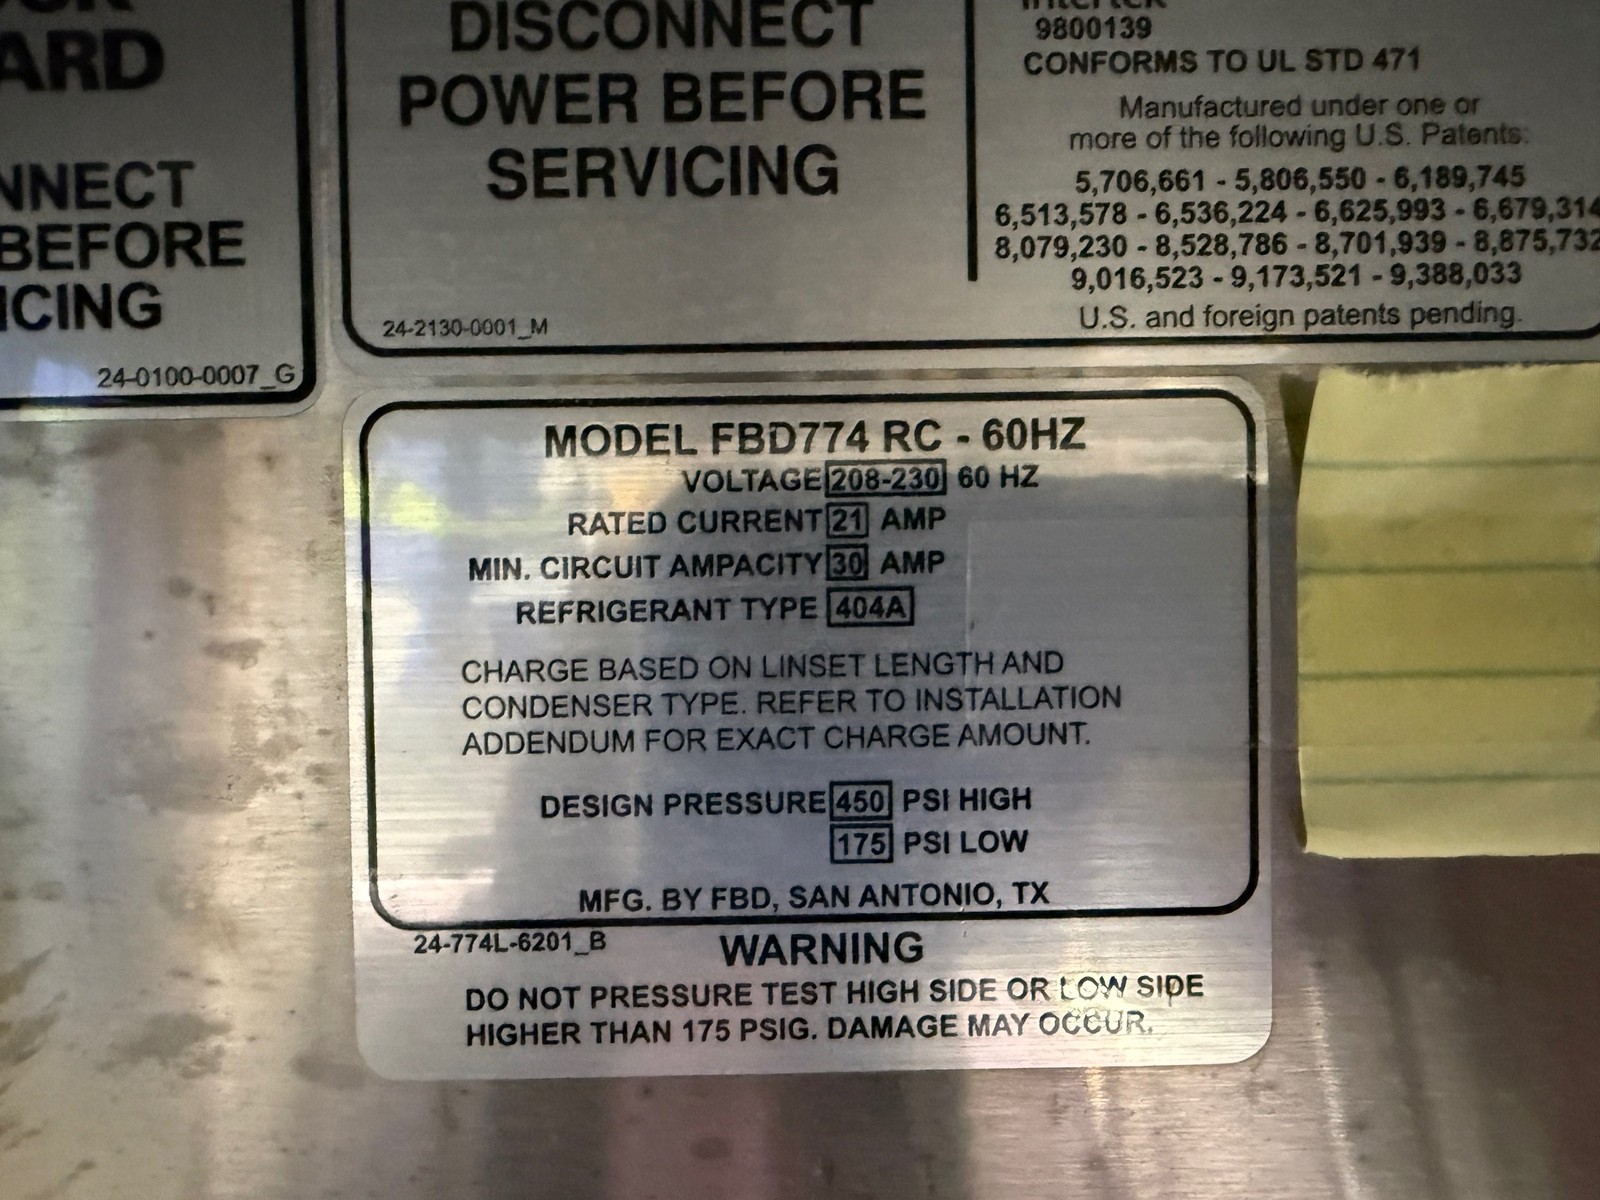 ARD
NNECT
BEFORE
ICING
24-0100-0007_G
DISCONNECT
POWER BEFORE
SERVICING
24-2130-0001_M
Intertek
9800139
CONFORMS TO UL STD 471
Manufactured under one or
more of the following U.S. Patents:
5,706,661 - 5,806,550 - 6,189,745
6,513,578 - 6,536,224 - 6,625,993 - 6,679,314
8,079,230 - 8,528,786 - 8,701,939 - 8,875,732
9,016,523 - 9,173,521 - 9,388,033
U.S. and foreign patents pending.
MODEL FBD774 RC - 60HZ
VOLTAGE 208-230 60 HZ
RATED CURRENT 21 AMP
MIN. CIRCUIT AMPACITY 30 AMP
REFRIGERANT TYPE 404A
CHARGE BASED ON LINSET LENGTH AND
CONDENSER TYPE. REFER TO INSTALLATION
ADDENDUM FOR EXACT CHARGE AMOUNT.
DESIGN PRESSURE 450 PSI HIGH
175 PSI LOW
MFG. BY FBD, SAN ANTONIO, TX
24-774L-6201_B
WARNING
DO NOT PRESSURE TEST HIGH SIDE OR LOW SIDE
HIGHER THAN 175 PSIG. DAMAGE MAY OCCUR.